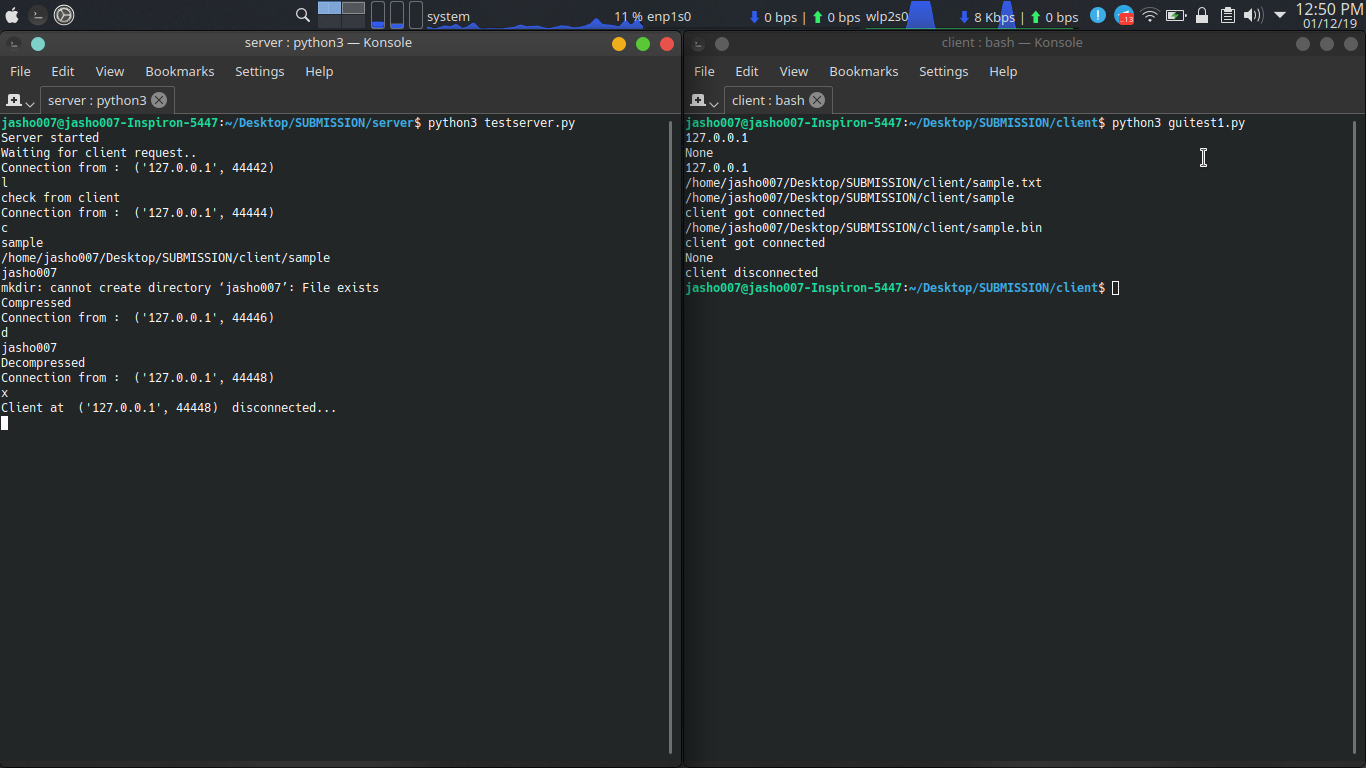 system
11 % enp1s0
0 bps | 0 bps wlp2s0
8 Kbps | 0 bps
13
12:50 PM
01/12/19
server : python3 — Konsole
File Edit View Bookmarks Settings Help
server : python3
jasho007@jasho007-Inspiron-5447:~/Desktop/SUBMISSION/server$ python3 testserver.py
Server started
Waiting for client request..
Connection from :  ('127.0.0.1', 44442)
l
check from client
Connection from :  ('127.0.0.1', 44444)
c
sample
/home/jasho007/Desktop/SUBMISSION/client/sample
jasho007
mkdir: cannot create directory ‘jasho007’: File exists
Compressed
Connection from :  ('127.0.0.1', 44446)
d
jasho007
Decompressed
Connection from :  ('127.0.0.1', 44448)
x
Client at  ('127.0.0.1', 44448)  disconnected...
client : bash — Konsole
File Edit View Bookmarks Settings Help
client : bash
jasho007@jasho007-Inspiron-5447:~/Desktop/SUBMISSION/client$ python3 guitest1.py
127.0.0.1
None
127.0.0.1
/home/jasho007/Desktop/SUBMISSION/client/sample.txt
/home/jasho007/Desktop/SUBMISSION/client/sample
client got connected
/home/jasho007/Desktop/SUBMISSION/client/sample.bin
client got connected
None
client disconnected
jasho007@jasho007-Inspiron-5447:~/Desktop/SUBMISSION/client$